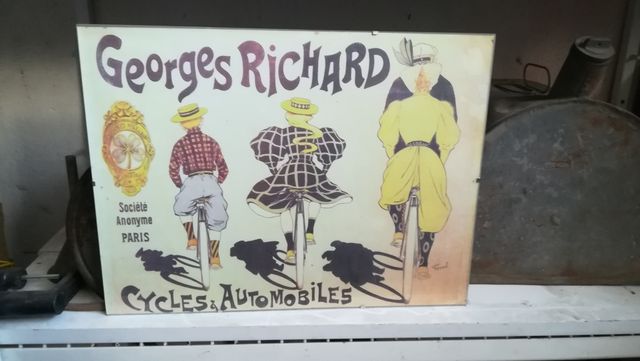 Georges Richard
Société
Anonyme
PARIS
Cycles & Automobiles